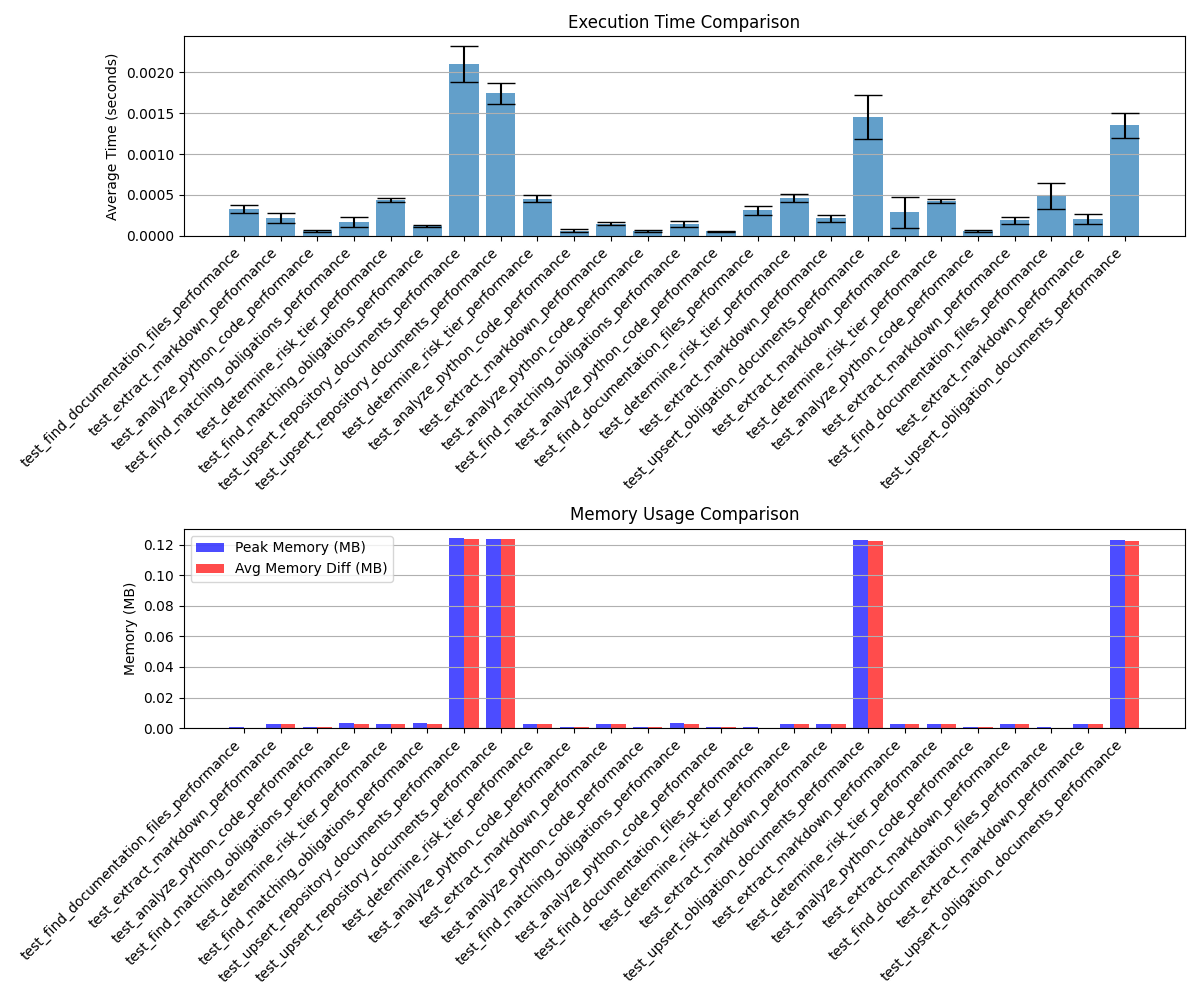 Execution Time Comparison
Average Time (seconds)
0.0020
0.0015
0.0010
0.0005
0.0000
test_find_documentation_files_performance
test_extract_markdown_performance
test_analyze_python_code_performance
test_find_matching_obligations_performance
test_determine_risk_tier_performance
test_find_matching_obligations_performance
test_upsert_repository_documents_performance
test_upsert_repository_documents_performance
test_determine_risk_tier_performance
test_analyze_python_code_performance
test_extract_markdown_performance
test_analyze_python_code_performance
test_find_matching_obligations_performance
test_analyze_python_code_performance
test_find_documentation_files_performance
test_determine_risk_tier_performance
test_extract_markdown_performance
test_upsert_obligation_documents_performance
test_extract_markdown_performance
test_determine_risk_tier_performance
test_analyze_python_code_performance
test_extract_markdown_performance
test_find_documentation_files_performance
test_extract_markdown_performance
test_upsert_obligation_documents_performance
Memory Usage Comparison
Memory (MB)
Peak Memory (MB)
Avg Memory Diff (MB)
0.12
0.10
0.08
0.06
0.04
0.02
0.00
test_find_documentation_files_performance
test_extract_markdown_performance
test_analyze_python_code_performance
test_find_matching_obligations_performance
test_determine_risk_tier_performance
test_find_matching_obligations_performance
test_upsert_repository_documents_performance
test_upsert_repository_documents_performance
test_determine_risk_tier_performance
test_analyze_python_code_performance
test_extract_markdown_performance
test_analyze_python_code_performance
test_find_matching_obligations_performance
test_analyze_python_code_performance
test_find_documentation_files_performance
test_determine_risk_tier_performance
test_extract_markdown_performance
test_upsert_obligation_documents_performance
test_extract_markdown_performance
test_determine_risk_tier_performance
test_analyze_python_code_performance
test_extract_markdown_performance
test_find_documentation_files_performance
test_extract_markdown_performance
test_upsert_obligation_documents_performance